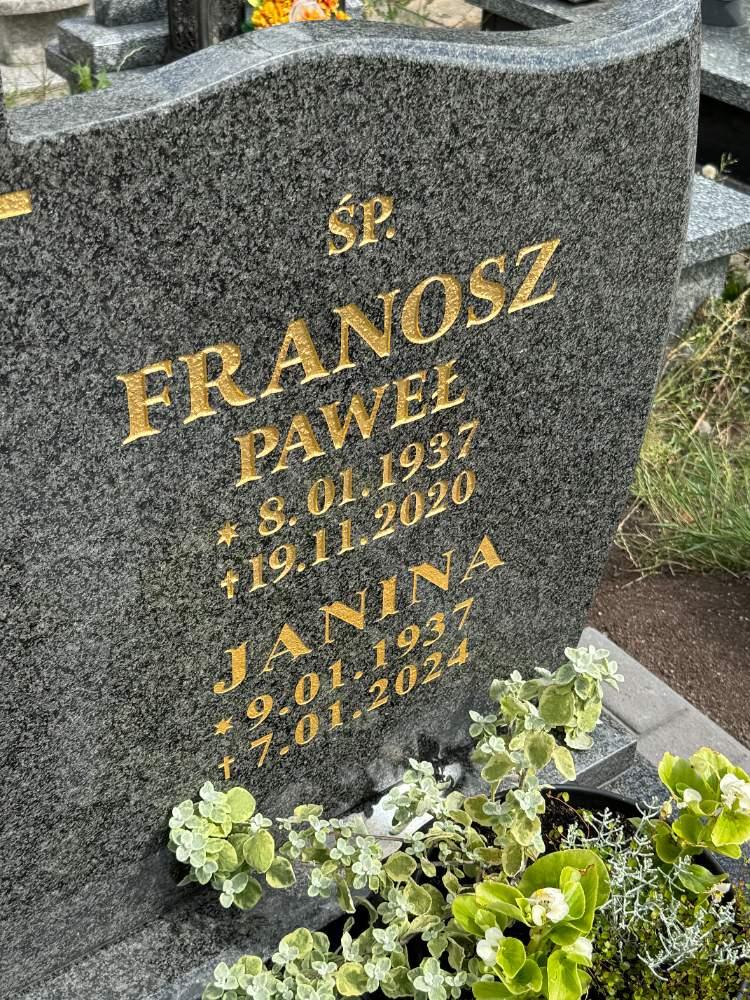 ŚP.
FRANOSZ
PAWEŁ
* 8.01.1937
†19.11.2020
JANINA
* 9.01.1937
† 7.01.2024